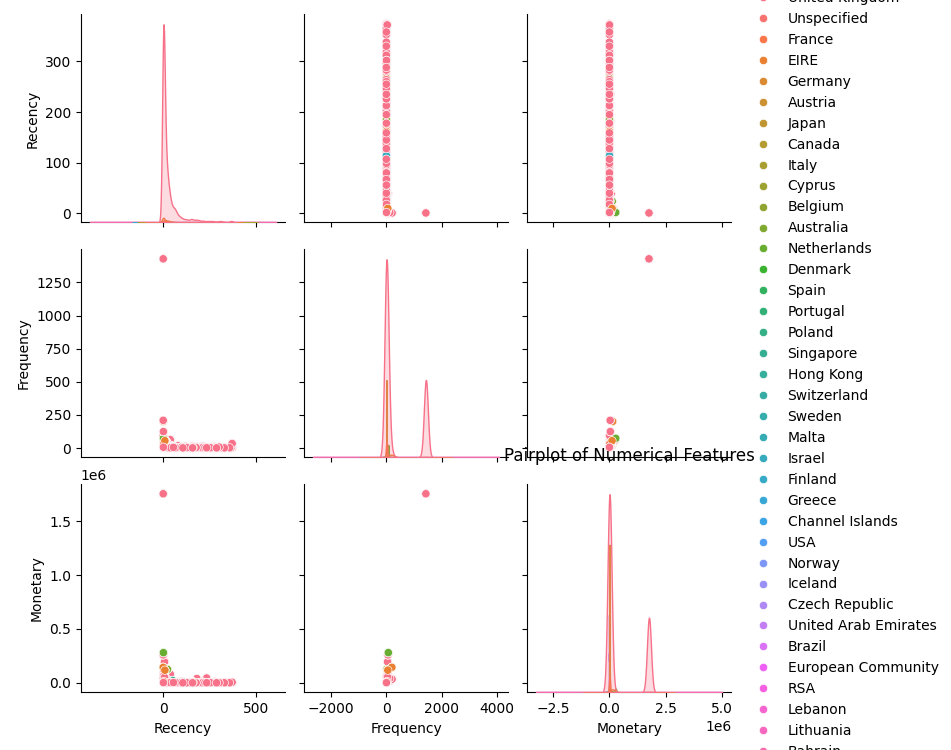 Recency
300
200
100
0
Frequency
1250
1000
750
500
250
0
Pairplot of Numerical Features
1e6
Monetary
1.5
1.0
0.5
0.0
0
500
Recency
−2000
0
2000
4000
Frequency
−2.5
0.0
2.5
5.0
1e6
Monetary
United Kingdom
Unspecified
France
EIRE
Germany
Austria
Japan
Canada
Italy
Cyprus
Belgium
Australia
Netherlands
Denmark
Spain
Portugal
Poland
Singapore
Hong Kong
Switzerland
Sweden
Malta
Israel
Finland
Greece
Channel Islands
USA
Norway
Iceland
Czech Republic
United Arab Emirates
Brazil
European Community
RSA
Lebanon
Lithuania
Bahrain